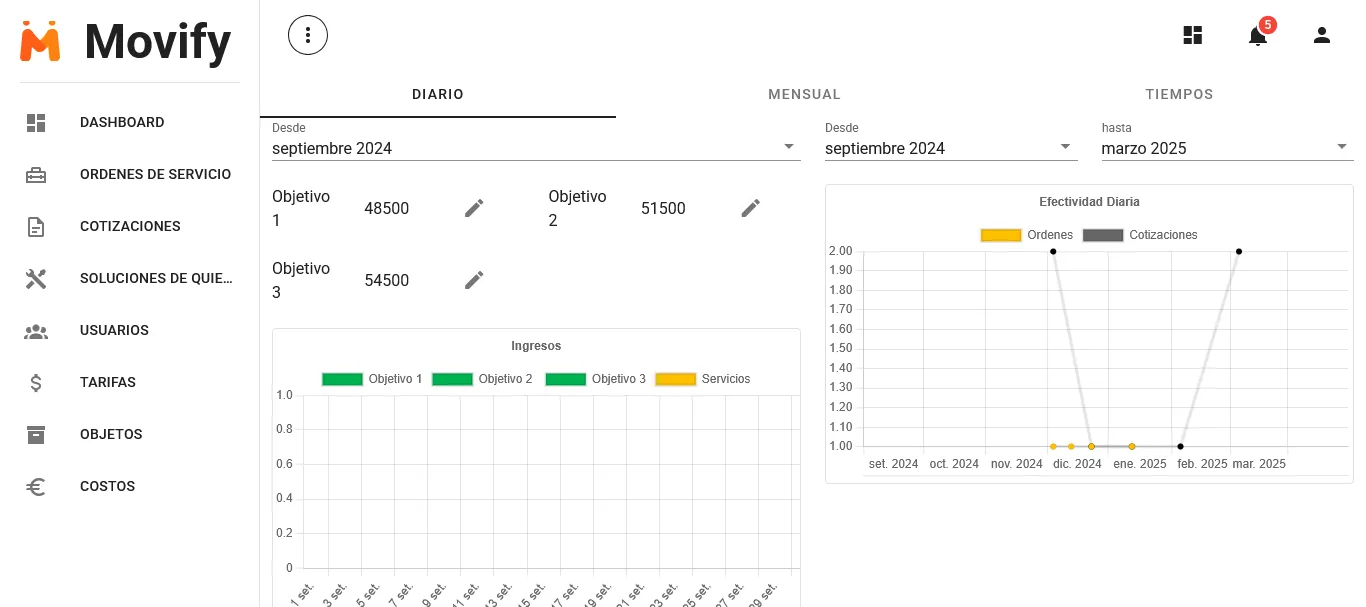 Movify
5
DASHBOARD
ORDENES DE SERVICIO
COTIZACIONES
SOLUCIONES DE QUIE...
USUARIOS
TARIFAS
OBJETOS
COSTOS
DIARIO
MENSUAL
TIEMPOS
Desde
septiembre 2024
Objetivo
1
48500
Objetivo
2
51500
Objetivo
3
54500
Ingresos
Objetivo 1
Objetivo 2
Objetivo 3
Servicios
1.0
0.8
0.6
0.4
0.2
0
1 set.
3 set.
5 set.
7 set.
9 set.
11 set.
13 set.
15 set.
17 set.
19 set.
21 set.
23 set.
25 set.
27 set.
29 set.
Desde
septiembre 2024
hasta
marzo 2025
Efectividad Diaria
Ordenes
Cotizaciones
2.00
1.90
1.80
1.70
1.60
1.50
1.40
1.30
1.20
1.10
1.00
set. 2024
oct. 2024
nov. 2024
dic. 2024
ene. 2025
feb. 2025
mar. 2025